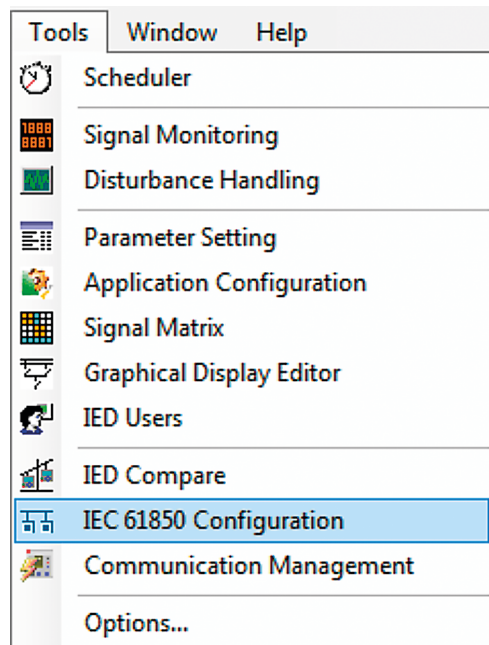 Tools Window Help
Scheduler
Signal Monitoring
Disturbance Handling
Parameter Setting
Application Configuration
Signal Matrix
Graphical Display Editor
IED Users
IED Compare
IEC 61850 Configuration
Communication Management
Options...